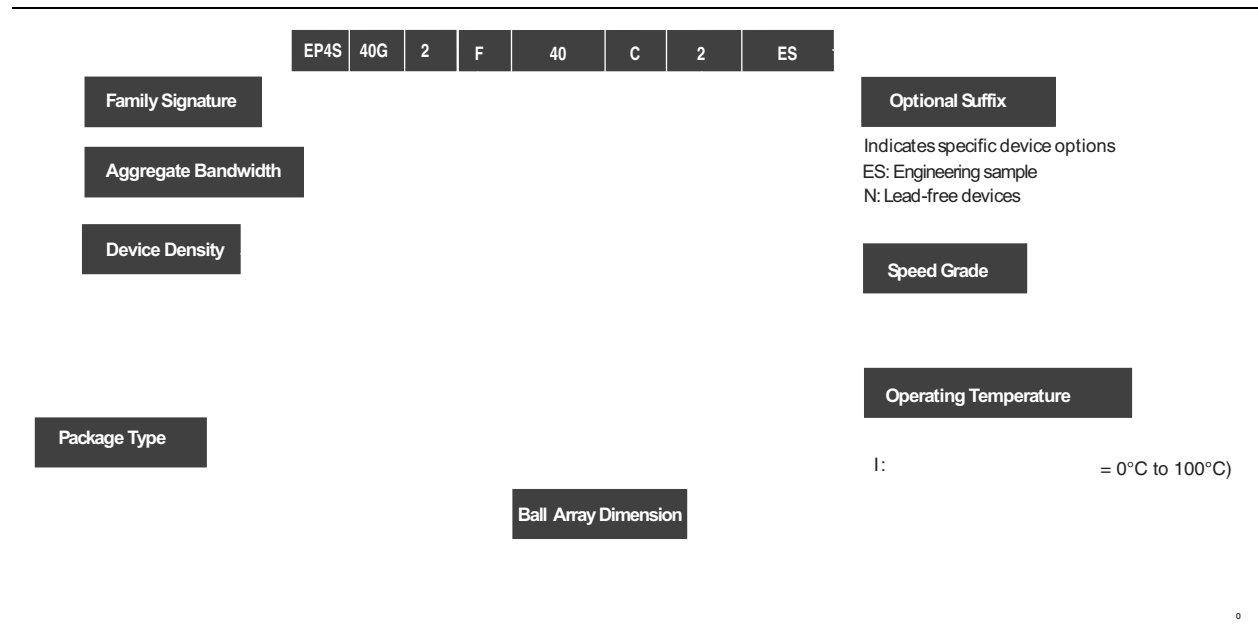 EP4S 40G 2 F 40 C 2 ES
Family Signature
Aggregate Bandwidth
Device Density
Package Type
Ball Array Dimension
Optional Suffix
Indicates specific device options
ES: Engineering sample
N: Lead-free devices
Speed Grade
Operating Temperature
I: = 0°C to 100°C)
0